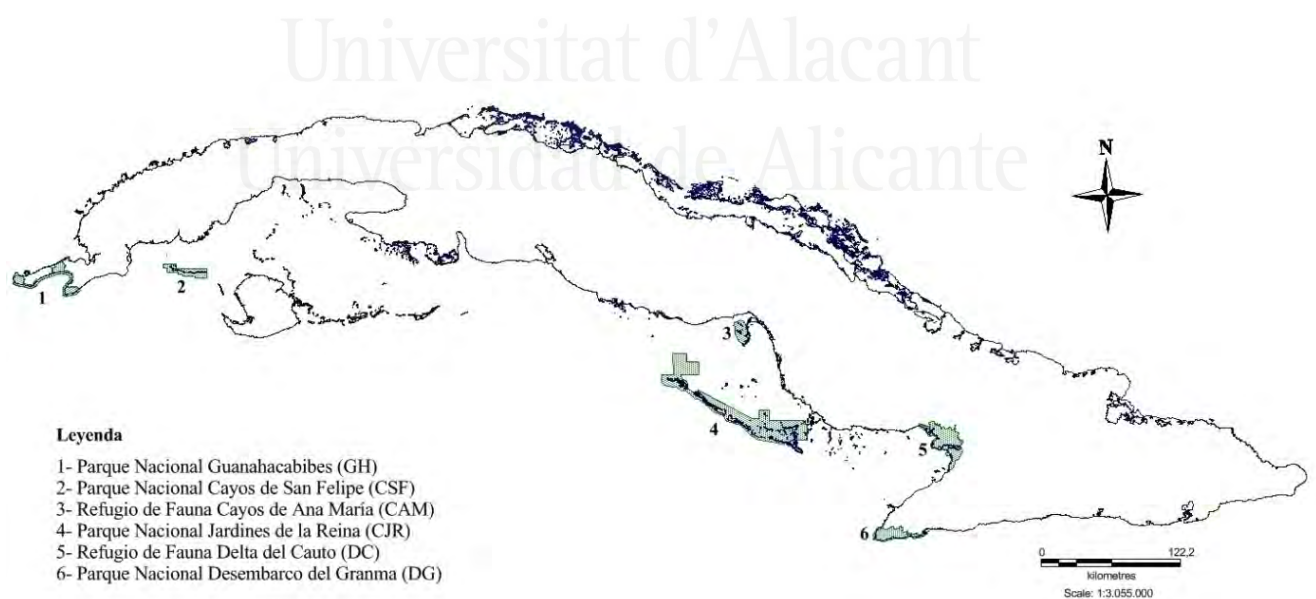 Universitat d'Alacant
Universidad de Alicante
N
1
2
3
4
5
6
Leyenda
1- Parque Nacional Guanahacabibes (GH)
2- Parque Nacional Cayos de San Felipe (CSF)
3- Refugio de Fauna Cayos de Ana María (CAM)
4- Parque Nacional Jardines de la Reina (CJR)
5- Refugio de Fauna Delta del Cauto (DC)
6- Parque Nacional Desembarco del Granma (DG)
0 122,2
kilometres
Scale: 1:3.055.000